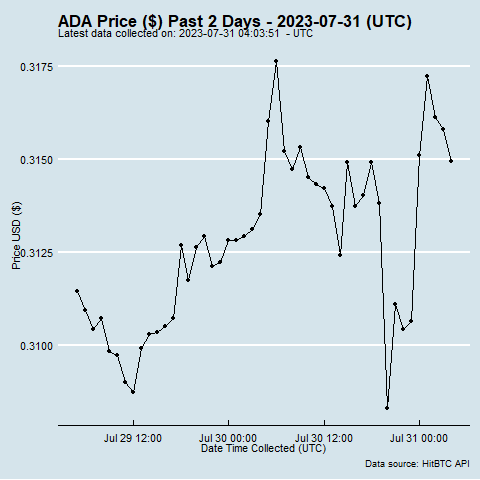 ADA Price ($) Past 2 Days - 2023-07-31 (UTC)
Latest data collected on: 2023-07-31 04:03:51 - UTC
0.3175
0.3150
0.3125
0.3100
Price USD ($)
Jul 29 12:00 Jul 30 00:00 Jul 30 12:00 Jul 31 00:00
Date Time Collected (UTC)
Data source: HitBTC API